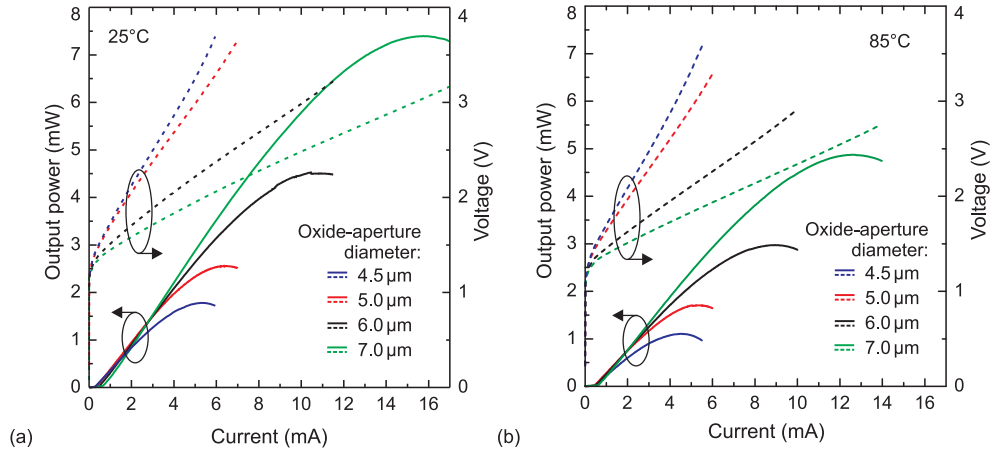 25°C
Output power (mW)
8
7
6
5
4
3
2
1
0
4
3
2
1
0
Voltage (V)
Oxide-aperture
diameter:
4.5 µm
5.0 µm
6.0 µm
7.0 µm
0 2 4 6 8 10 12 14 16
Current (mA)
(a)
85°C
Output power (mW)
8
7
6
5
4
3
2
1
0
4
3
2
1
0
Voltage (V)
Oxide-aperture
diameter:
4.5 µm
5.0 µm
6.0 µm
7.0 µm
0 2 4 6 8 10 12 14 16
Current (mA)
(b)